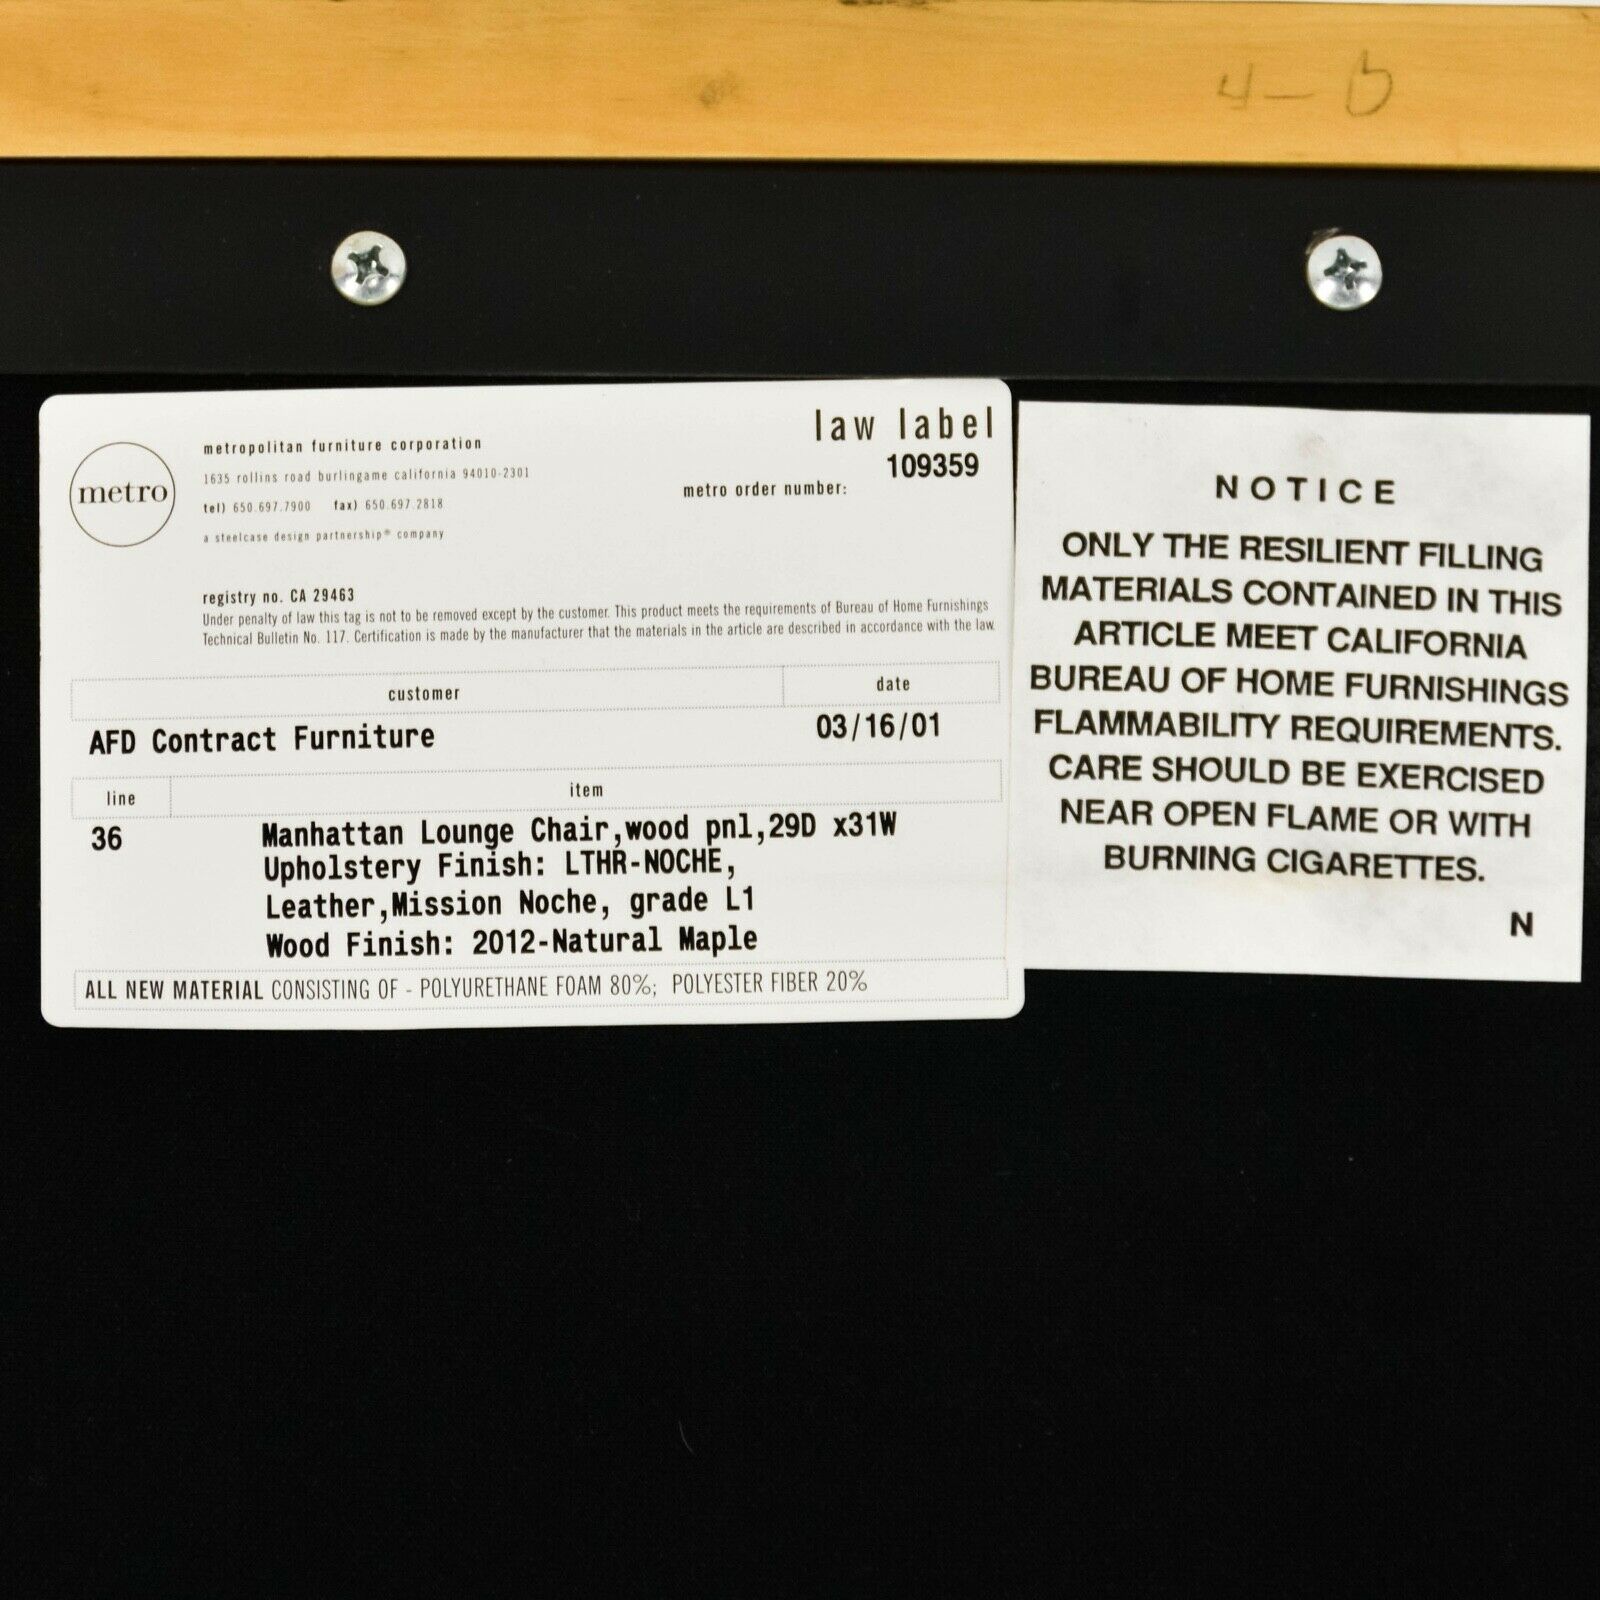 4-D
metro
metropolitan furniture corporation
1635 rollins road burlingame california 94010-2301
tel) 650.697.7900 fax) 650.697.2818
a steelcase design partnership® company
law label
109359
metro order number:
registry no. CA 29463
Under penalty of law this tag is not to be removed except by the customer. This product meets the requirements of Bureau of Home Furnishings
Technical Bulletin No. 117. Certification is made by the manufacturer that the materials in the article are described in accordance with the law.
customer date
AFD Contract Furniture 03/16/01
line item
36 Manhattan Lounge Chair,wood pnl,29D x31W
Upholstery Finish: LTHR-NOCHE,
Leather,Mission Noche, grade L1
Wood Finish: 2012-Natural Maple
ALL NEW MATERIAL CONSISTING OF - POLYURETHANE FOAM 80%; POLYESTER FIBER 20%
NOTICE
ONLY THE RESILIENT FILLING
MATERIALS CONTAINED IN THIS
ARTICLE MEET CALIFORNIA
BUREAU OF HOME FURNISHINGS
FLAMMABILITY REQUIREMENTS.
CARE SHOULD BE EXERCISED
NEAR OPEN FLAME OR WITH
BURNING CIGARETTES.
N